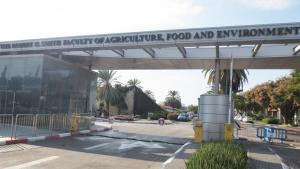 THE ROBERT H. SMITH FACULTY OF AGRICULTURE, FOOD AND ENVIRONMENT